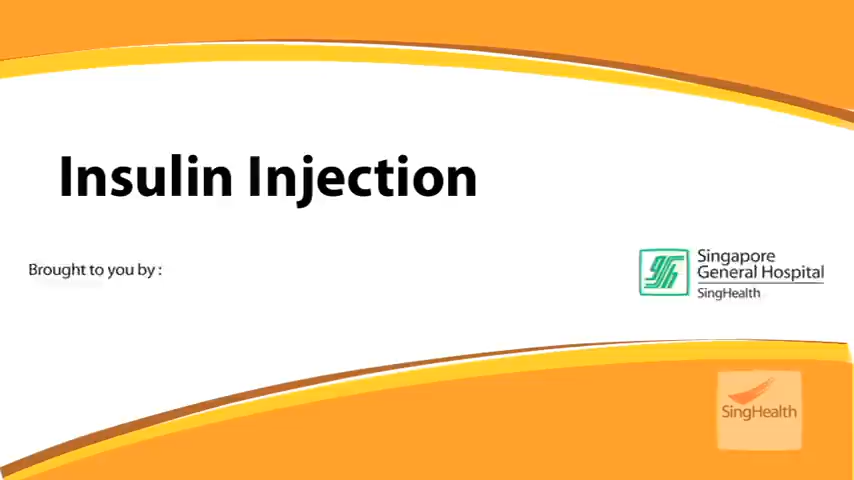 Insulin Injection
Brought to you by :
Singapore
General Hospital
SingHealth
SingHealth